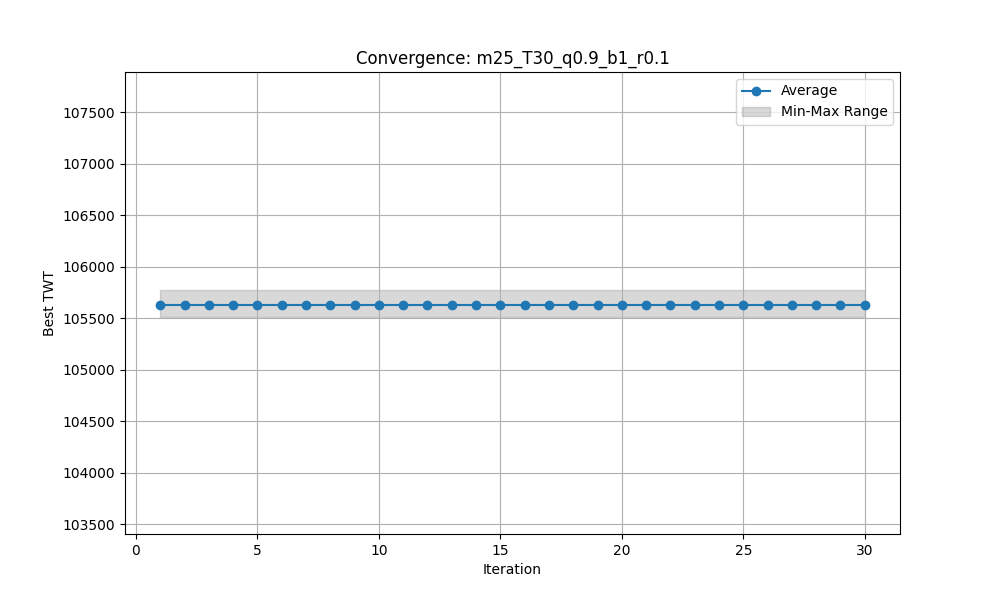 Convergence: m25_T30_q0.9_b1_r0.1
Average
Min-Max Range
107500
107000
106500
106000
105500
105000
104500
104000
103500
Best TWT
0 5 10 15 20 25 30
Iteration